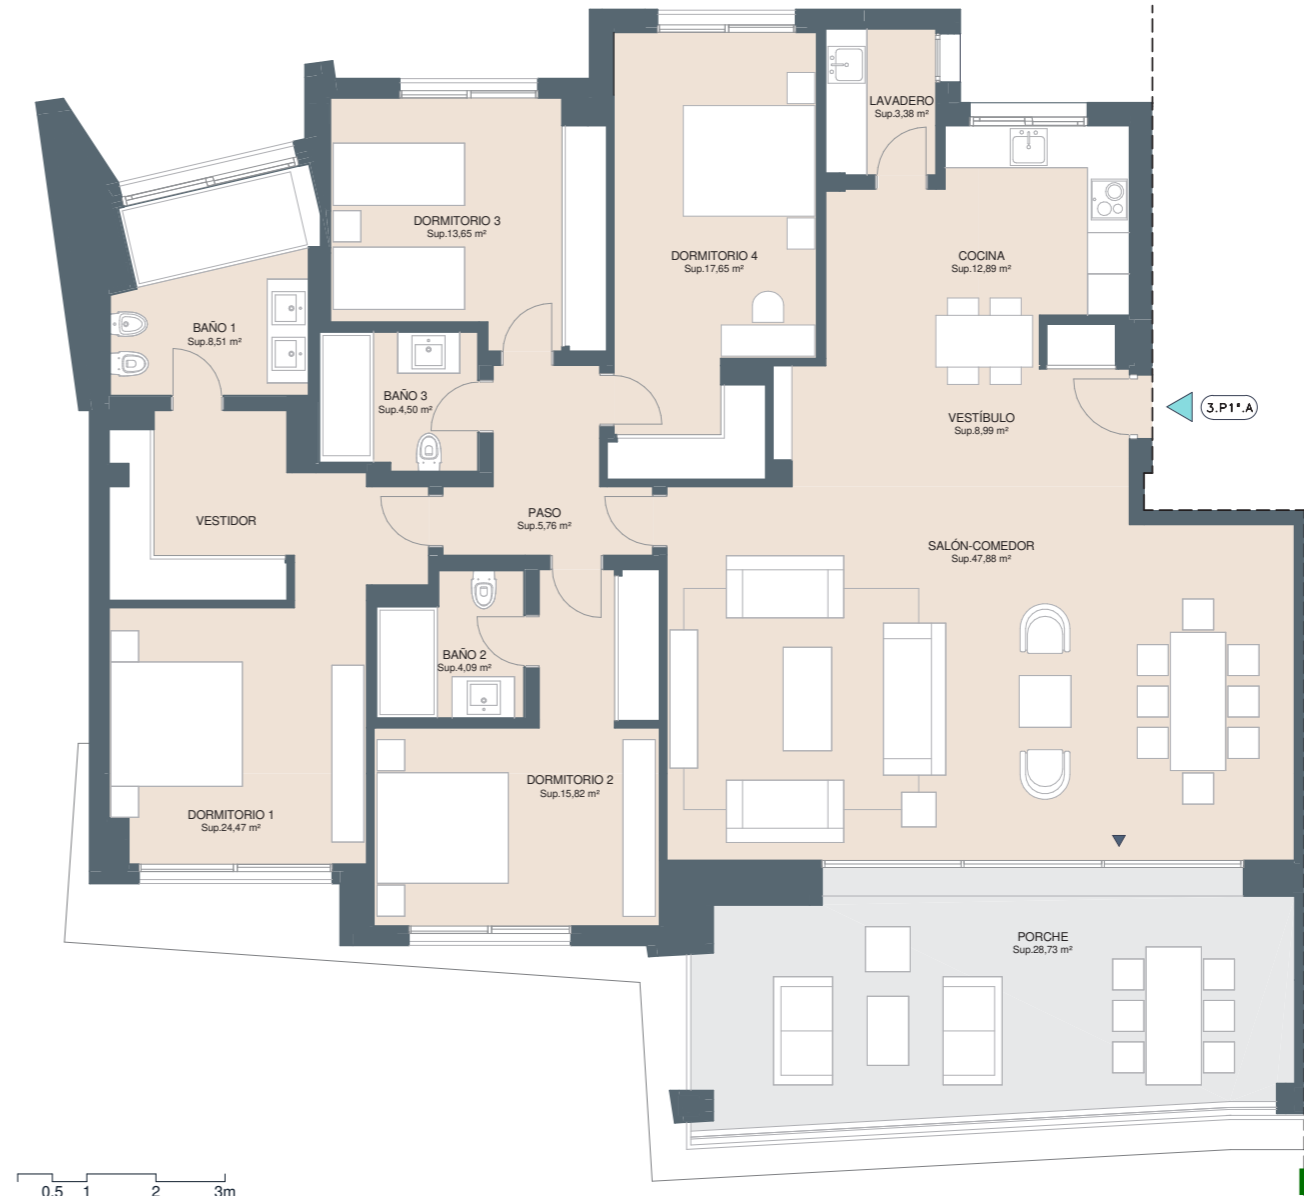 LAVADERO
Sup.3,38 m²
DORMITORIO 3
Sup.13,65 m²
DORMITORIO 4
Sup.17,65 m²
COCINA
Sup.12,89 m²
BAÑO 1
Sup.8,51 m²
BAÑO 3
Sup.4,50 m²
VESTÍBULO
Sup.8,99 m²
3.P1ª.A
VESTIDOR
PASO
Sup.5,76 m²
SALÓN-COMEDOR
Sup.47,88 m²
BAÑO 2
Sup.4,09 m²
DORMITORIO 2
Sup.15,82 m²
DORMITORIO 1
Sup.24,47 m²
PORCHE
Sup.28,73 m²
0.5 1 2 3m